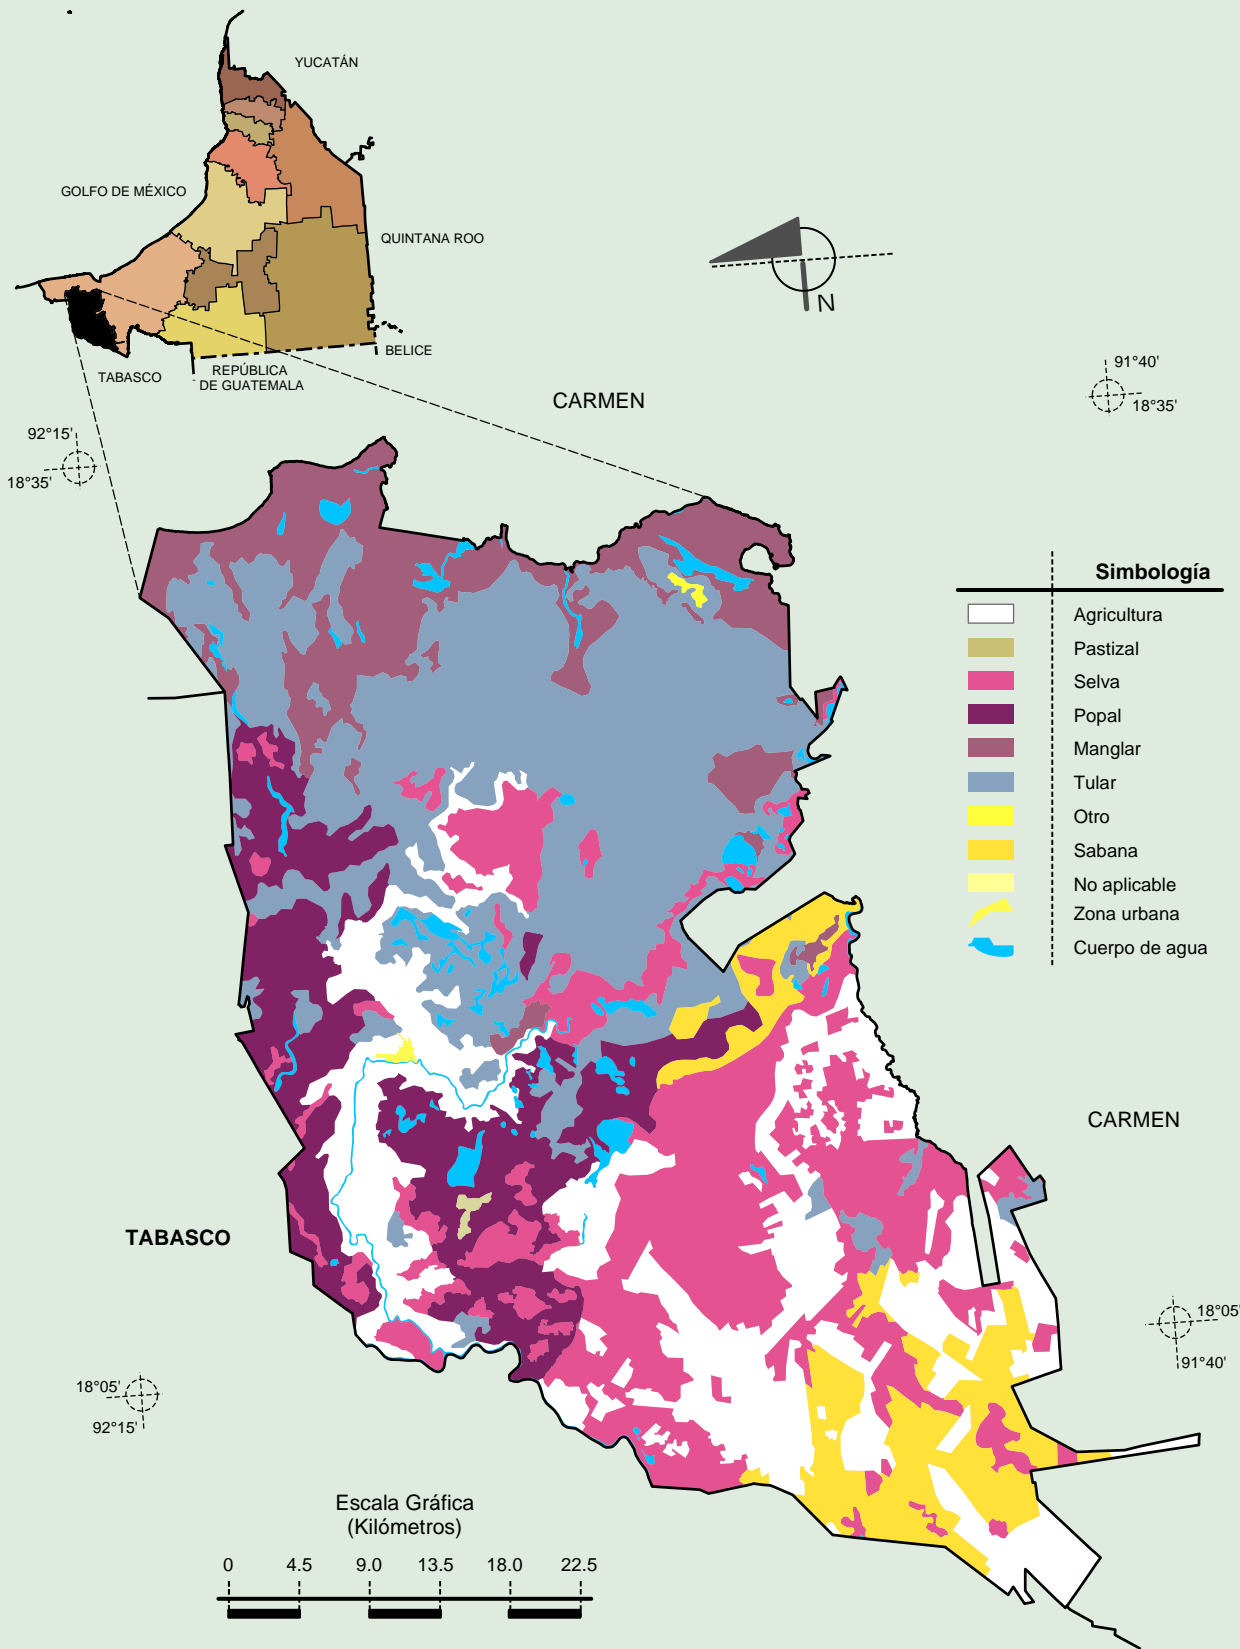 YUCATÁN
GOLFO DE MÉXICO
QUINTANA ROO
BELICE
REPÚBLICA
DE GUATEMALA
TABASCO
N
CARMEN
91°40'
18°35'
92°15'
18°35'
Simbología
Agricultura
Pastizal
Selva
Popal
Manglar
Tular
Otro
Sabana
No aplicable
Zona urbana
Cuerpo de agua
CARMEN
TABASCO
18°05'
91°40'
18°05'
92°15'
Escala Gráfica
(Kilómetros)
0 4.5 9.0 13.5 18.0 22.5